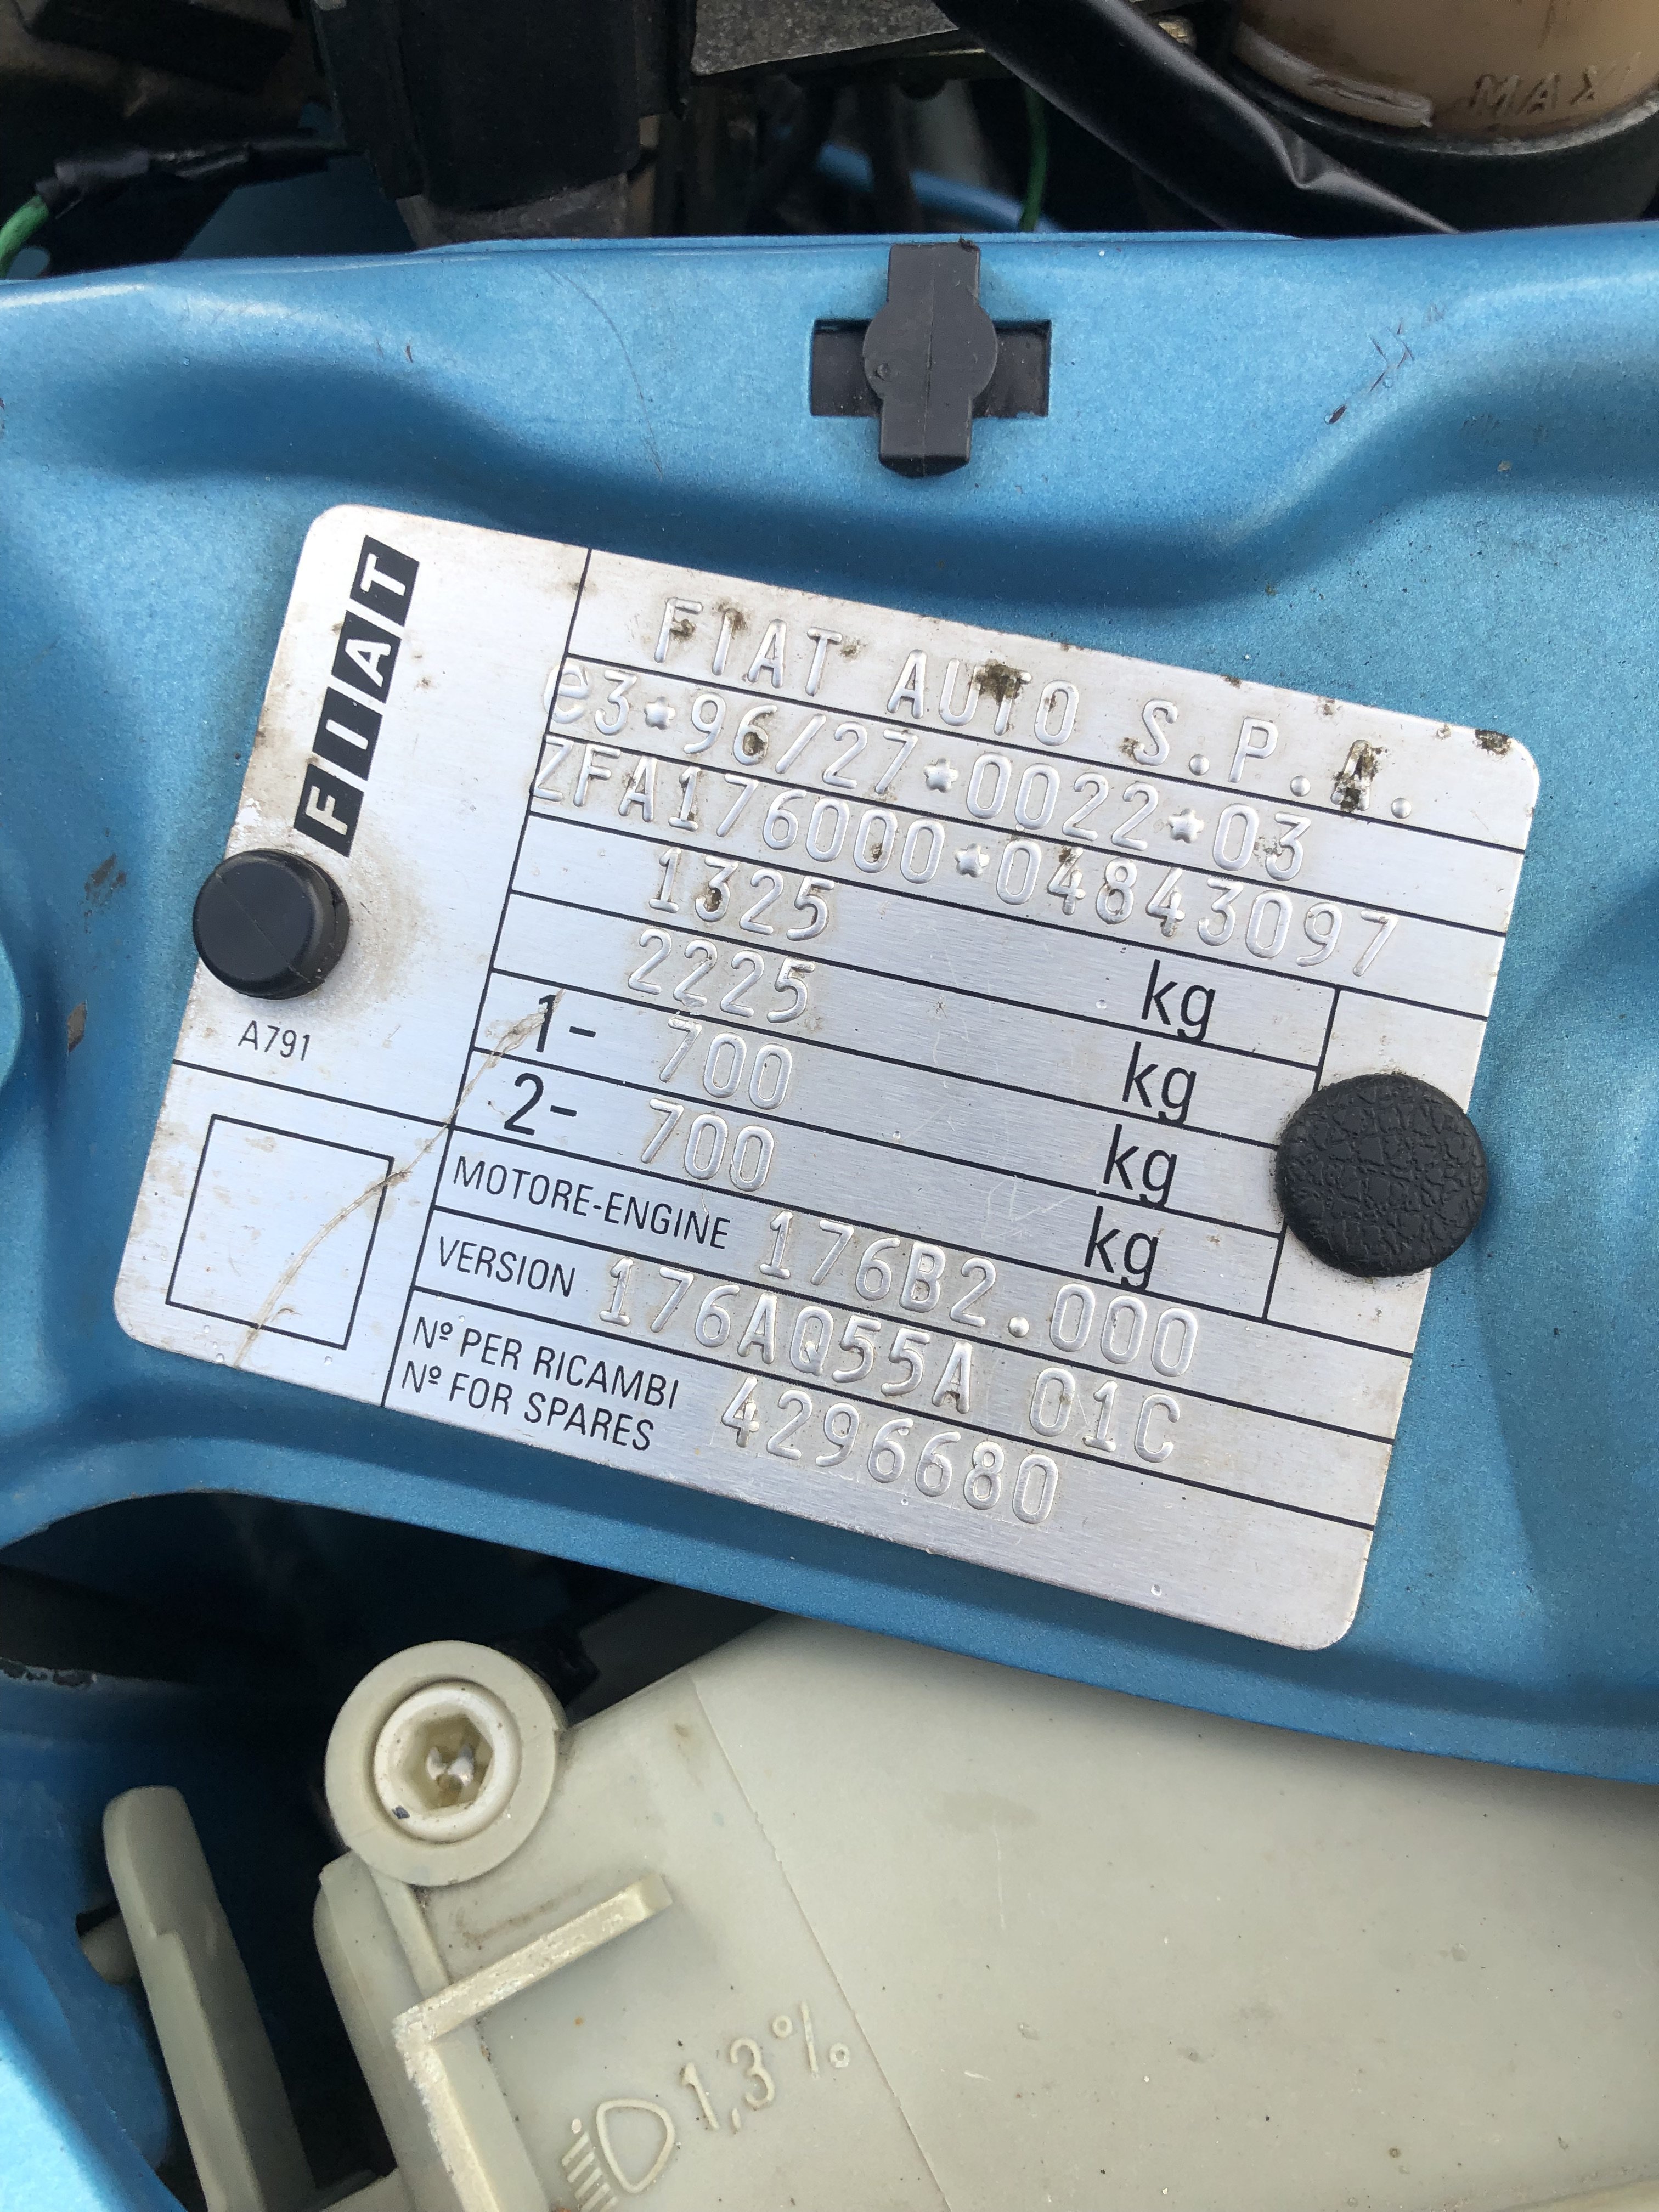 MAX
FIAT
FIAT AUTO S.P.A.
e3*96/27*0022*03
ZFA176000*04843097
1325 kg
2225 kg
1- 700 kg
2- 700 kg
A791
MOTORE-ENGINE 176B2.000
VERSION 176AQ55A 01C
Nº PER RICAMBI
Nº FOR SPARES 4296680
1,3%